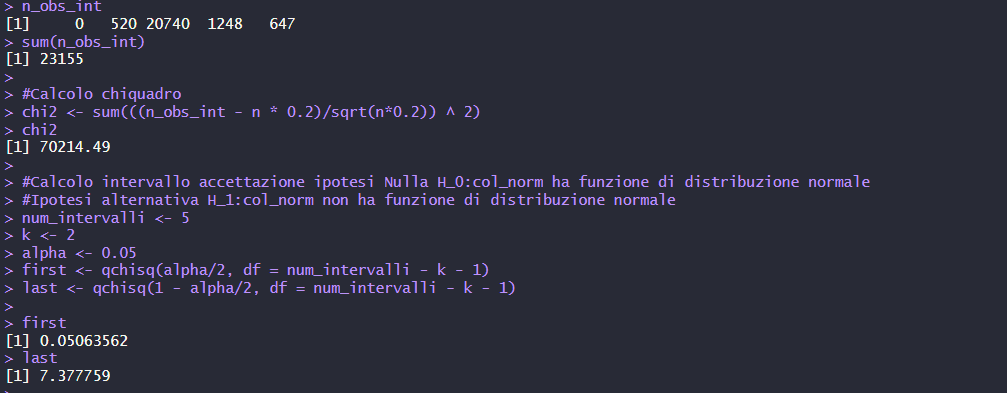 > n_obs_int
[1]     0   520 20740  1248   647
> sum(n_obs_int)
[1] 23155
>
> #Calcolo chiquadro
> chi2 <- sum(((n_obs_int - n * 0.2)/sqrt(n*0.2)) ^ 2)
> chi2
[1] 70214.49
>
> #Calcolo intervallo accettazione ipotesi Nulla H_0:col_norm ha funzione di distribuzione normale
> #Ipotesi alternativa H_1:col_norm non ha funzione di distribuzione normale
> num_intervalli <- 5
> k <- 2
> alpha <- 0.05
> first <- qchisq(alpha/2, df = num_intervalli - k - 1)
> last <- qchisq(1 - alpha/2, df = num_intervalli - k - 1)
>
> first
[1] 0.05063562
> last
[1] 7.377759
>